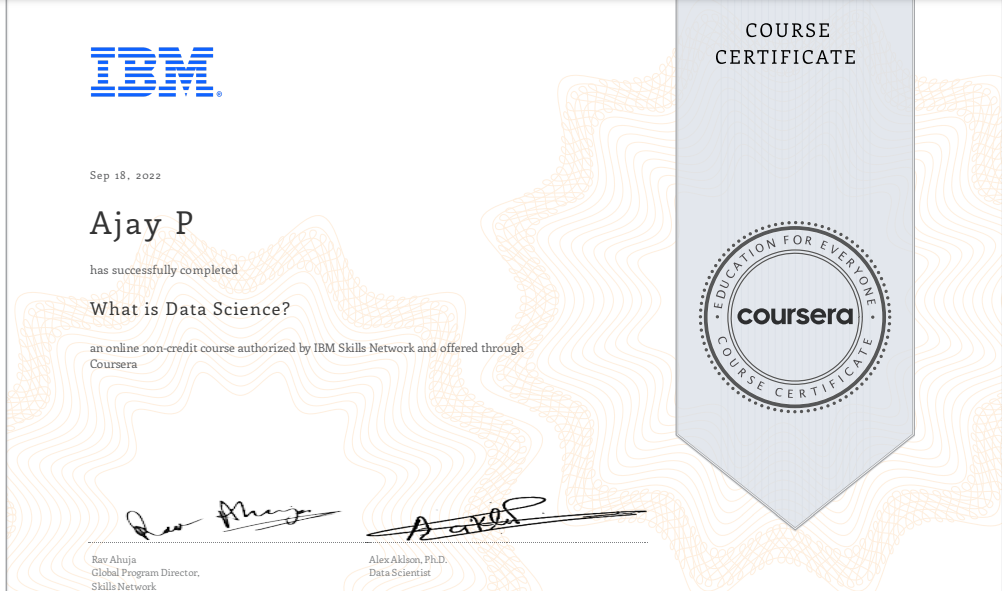 COURSE
CERTIFICATE
IBM®
Sep 18, 2022
Ajay P
has successfully completed
What is Data Science?
an online non-credit course authorized by IBM Skills Network and offered through
Coursera
EDUCATION FOR EVERYONE
coursera
COURSE CERTIFICATE
Rav Ahuja
Global Program Director,
Skills Network
Alex Aklson, Ph.D.
Data Scientist